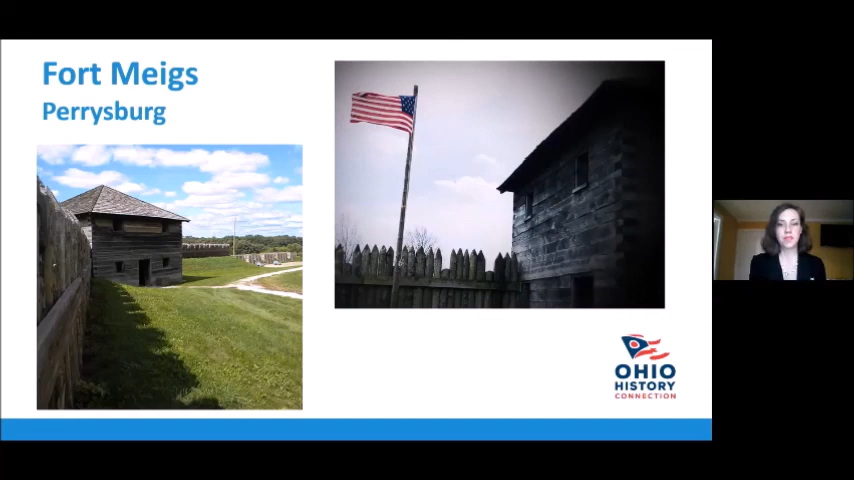 Fort Meigs
Perrysburg
OHIO
HISTORY
CONNECTION